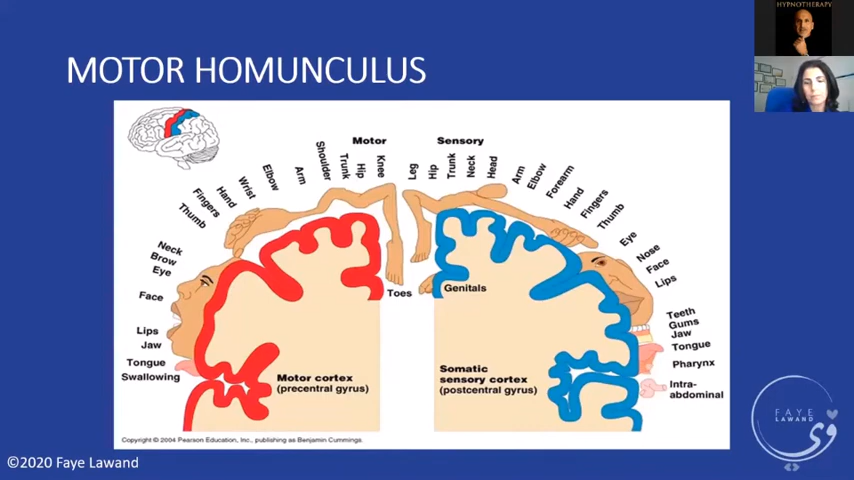 HYPNOTHERAPY
MOTOR HOMUNCULUS
Motor
Sensory
Swallowing
Tongue
Jaw
Lips
Face
Eye
Brow
Neck
Thumb
Fingers
Hand
Wrist
Elbow
Arm
Shoulder
Trunk
Hip
Knee
Toes
Leg
Hip
Trunk
Neck
Head
Arm
Elbow
Forearm
Hand
Fingers
Thumb
Eye
Nose
Face
Lips
Teeth
Gums
Jaw
Tongue
Pharynx
Intra-
abdominal
Genitals
Motor cortex
(precentral gyrus)
Somatic
sensory cortex
(postcentral gyrus)
Copyright © 2004 Pearson Education, Inc., publishing as Benjamin Cummings.
FAYE
LAWAND
©2020 Faye Lawand